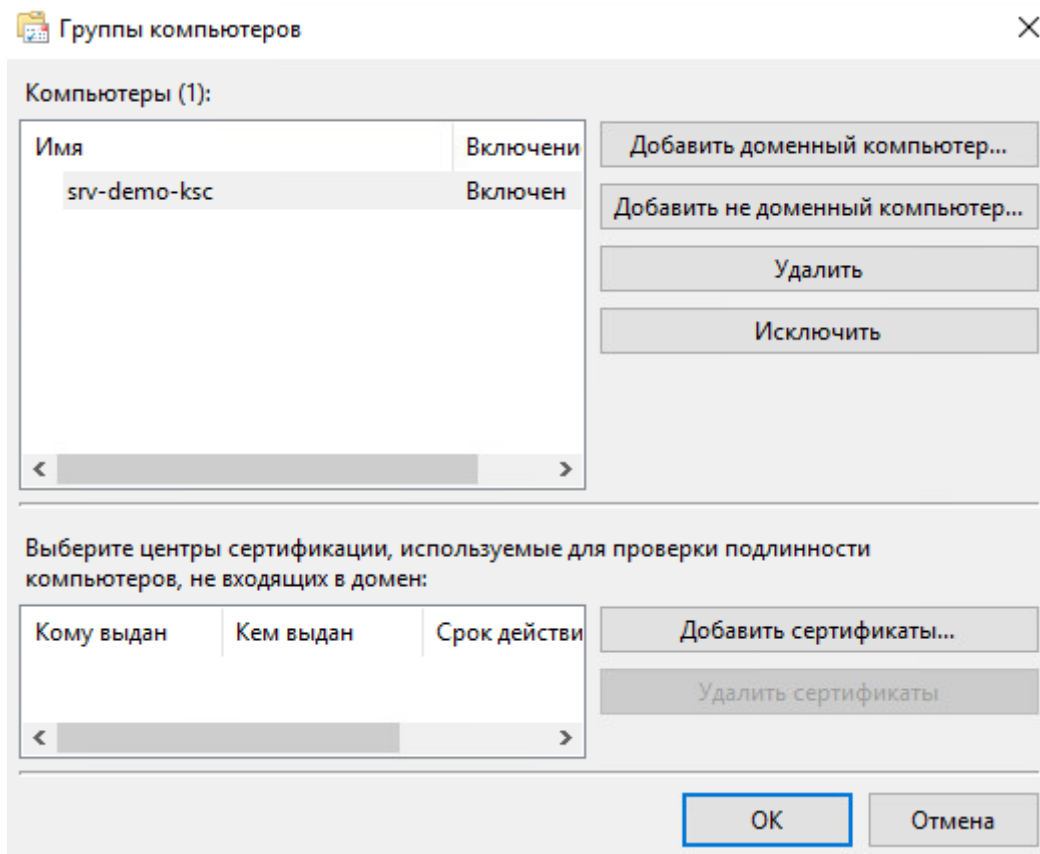 Группы компьютеров
Компьютеры (1):
Имя Включени
srv-demo-ksc Включен
Добавить доменный компьютер...
Добавить не доменный компьютер...
Удалить
Исключить
Выберите центры сертификации, используемые для проверки подлинности
компьютеров, не входящих в домен:
Кому выдан Кем выдан Срок действи
Добавить сертификаты...
Удалить сертификаты
ОК Отмена